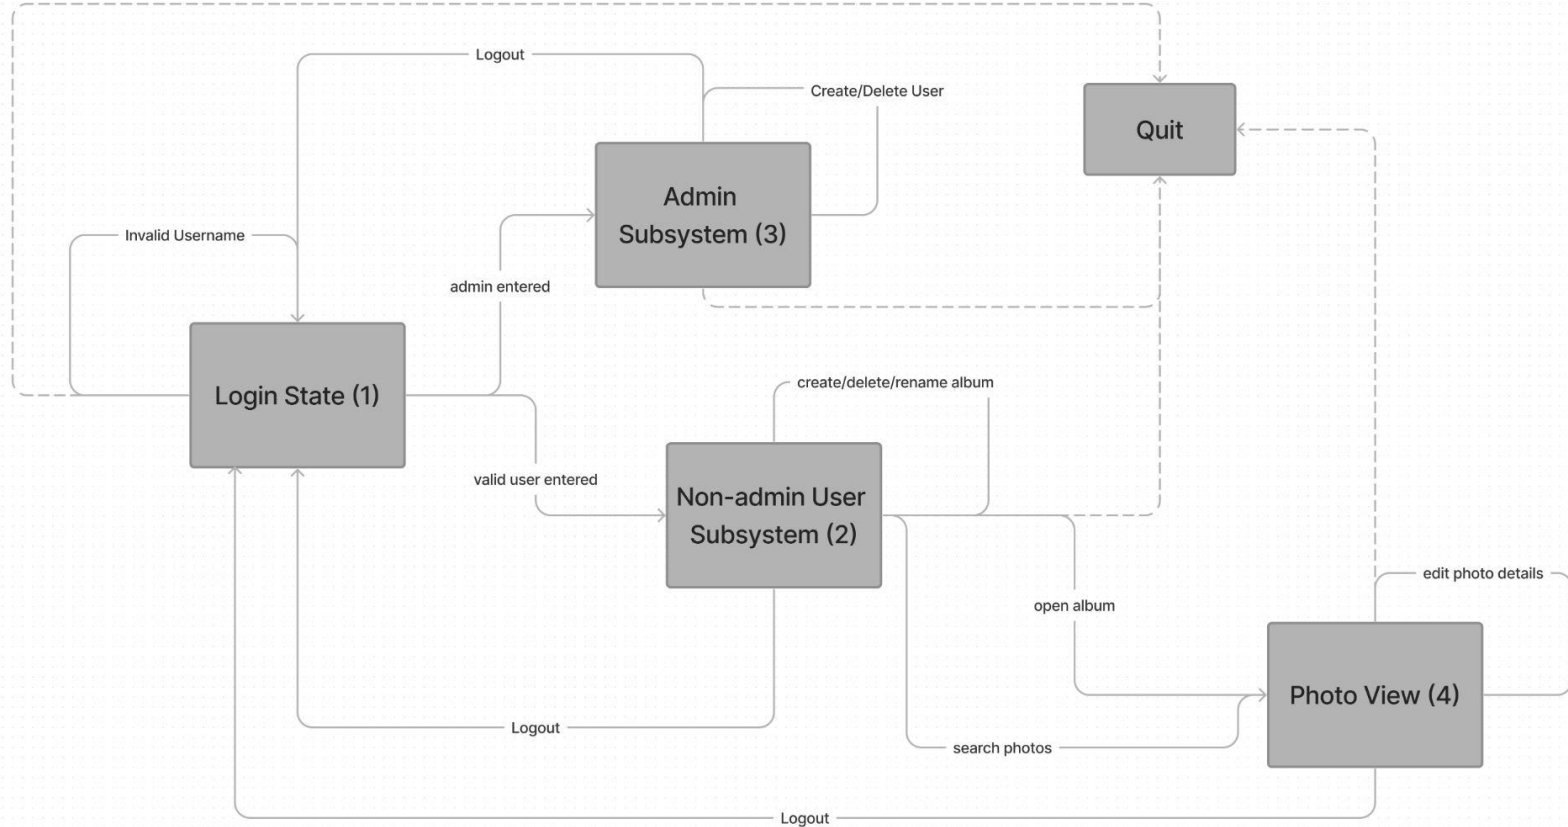 Logout
Create/Delete User
Quit
Admin
Subsystem (3)
Invalid Username
admin entered
Login State (1)
create/delete/rename album
valid user entered
Non-admin User
Subsystem (2)
edit photo details
open album
Photo View (4)
Logout
search photos
Logout